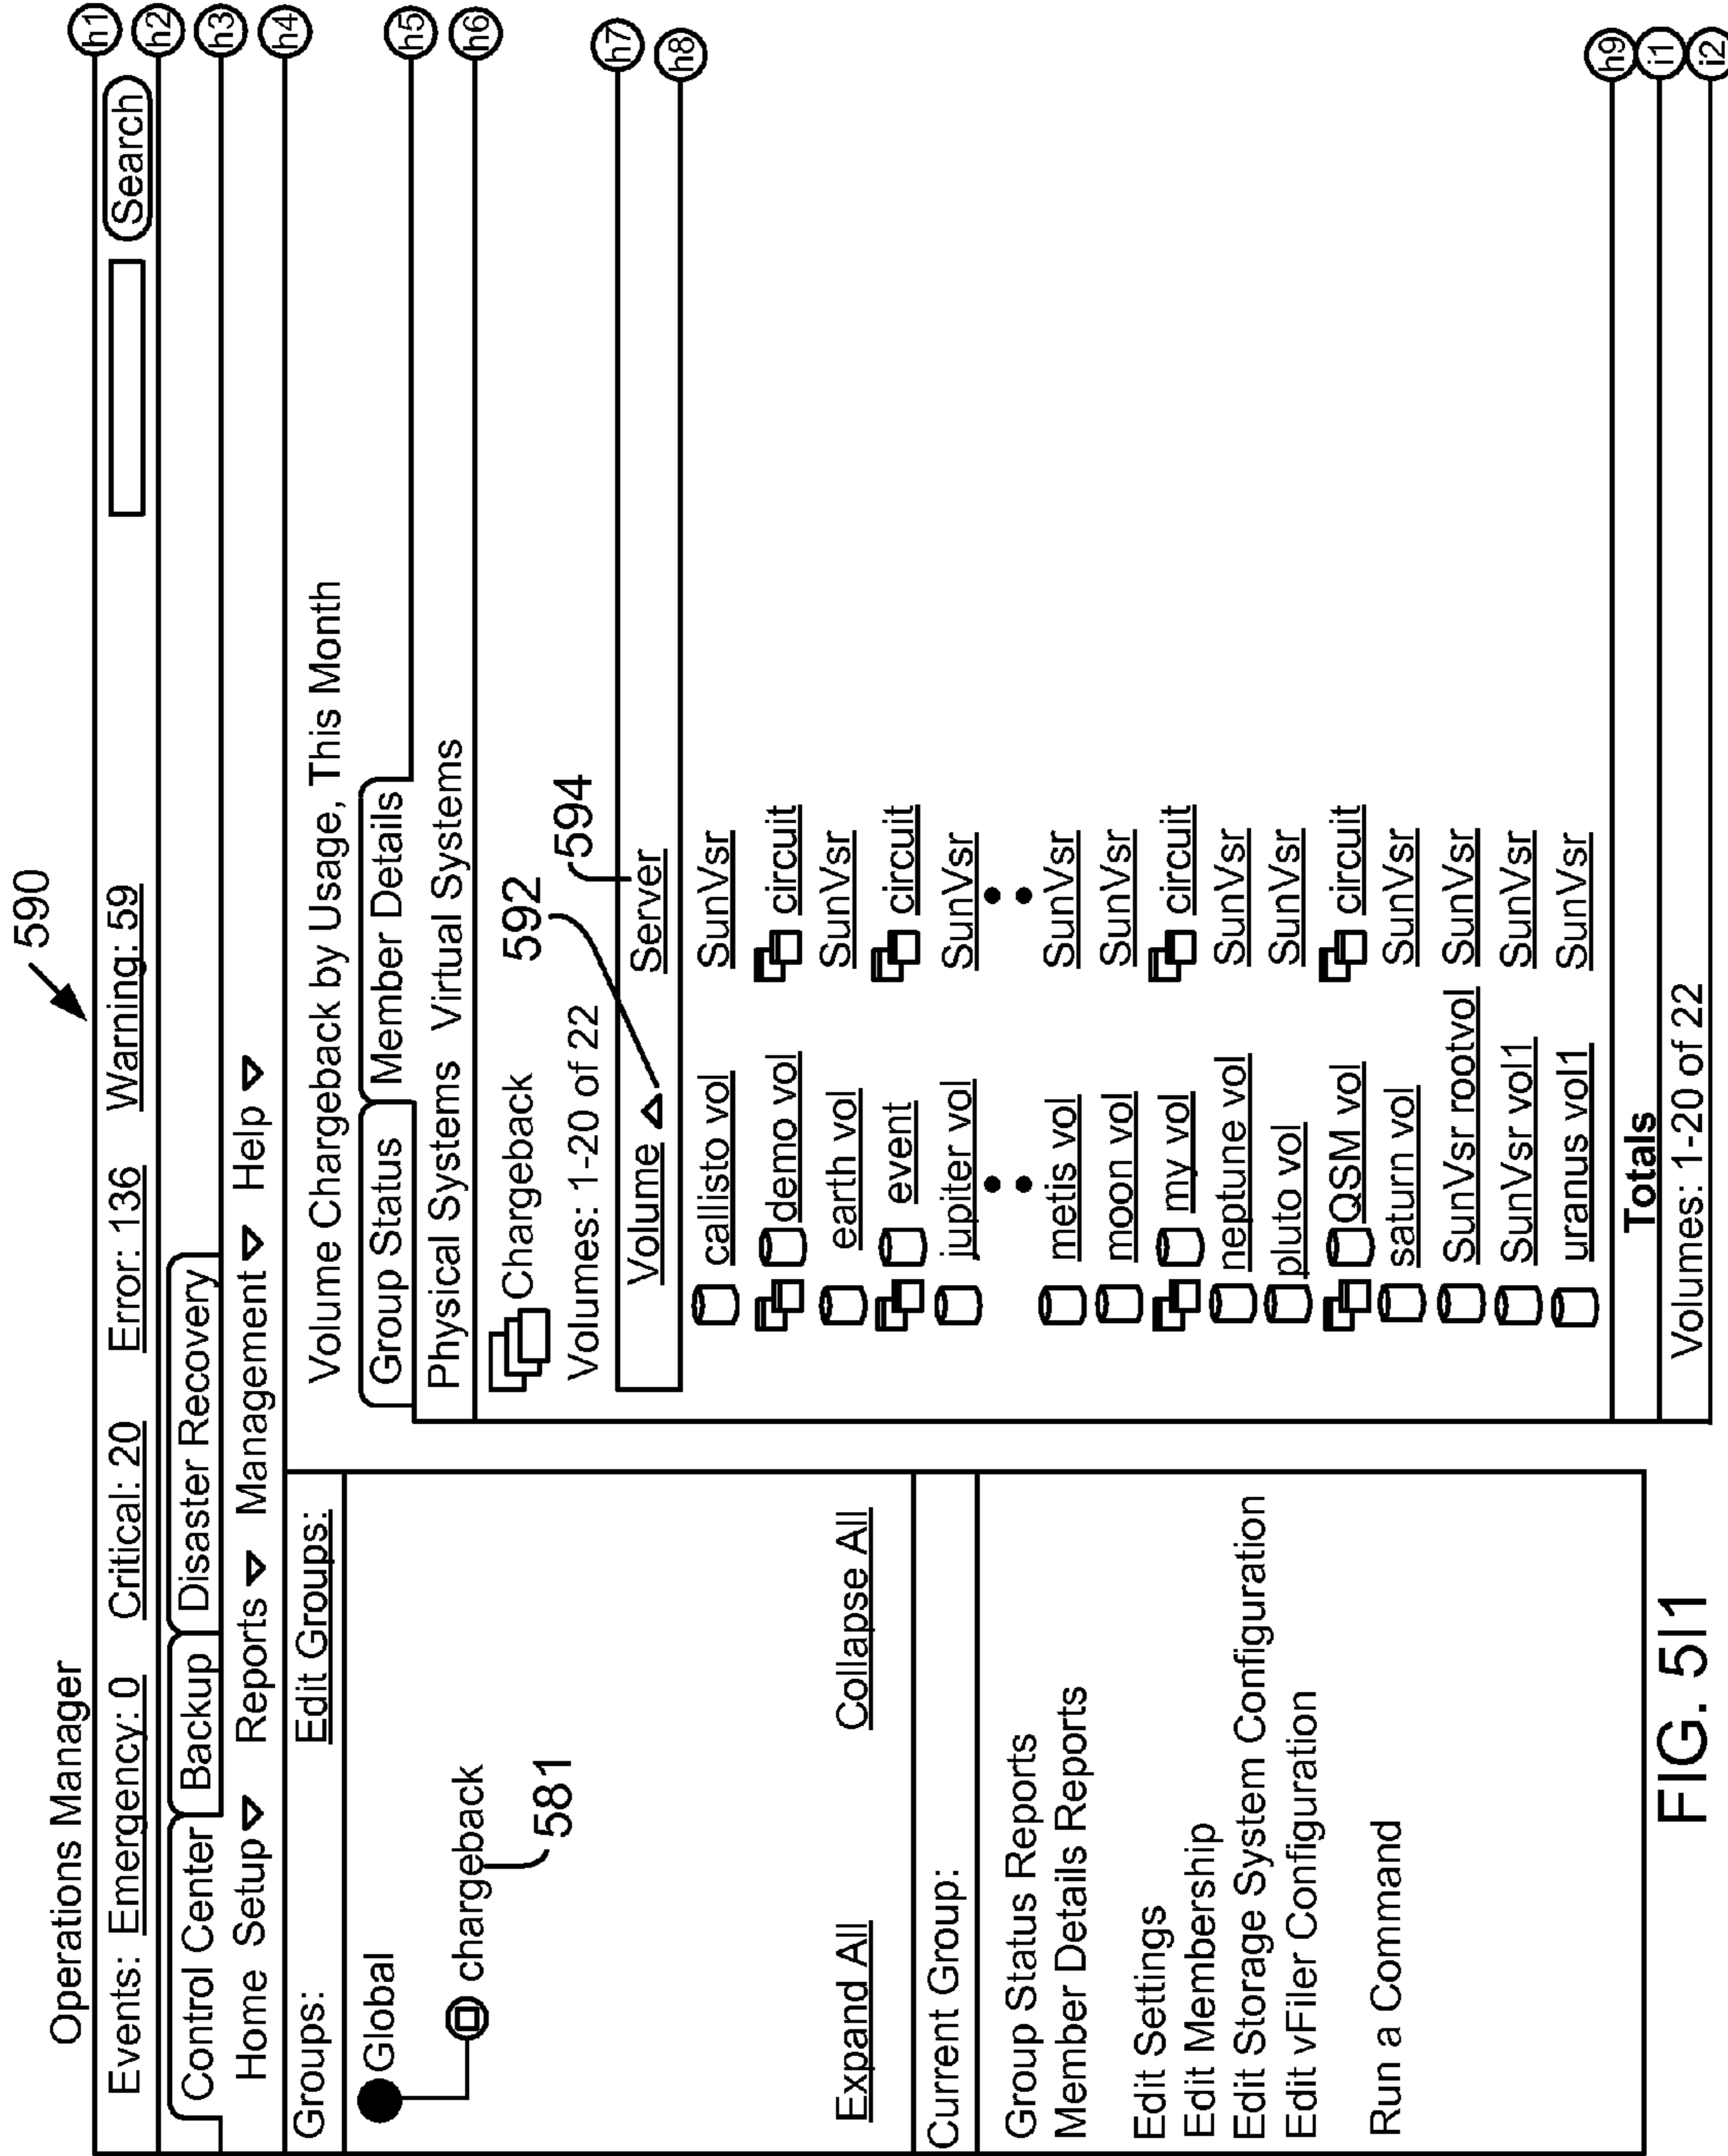 590
Operations Manager
h1
Events: Emergency: 0 Critical: 20 Error: 136 Warning: 59 Search
h2
Control Center Backup Disaster Recovery
h3
Home Setup Reports Management Help
h4
Groups: Edit Groups:
Global
chargeback
581
Expand All Collapse All
Current Group:
Group Status Reports
Member Details Reports
Edit Settings
Edit Membership
Edit Storage System Configuration
Edit vFiler Configuration
Run a Command
Volume Chargeback by Usage, This Month
Group Status Member Details
h5
Physical Systems Virtual Systems
h6
Chargeback
592
594
Volumes: 1-20 of 22
h7
Volume Server
h8
callisto vol SunVsr
demo vol circuit
earth vol SunVsr
event circuit
jupiter vol SunVsr
metis vol SunVsr
moon vol SunVsr
my vol circuit
neptune vol SunVsr
pluto vol SunVsr
QSM vol circuit
saturn vol SunVsr
SunVsr rootvol SunVsr
SunVsr vol1 SunVsr
uranus vol1 SunVsr
h9
Totals
i1
Volumes: 1-20 of 22
i2
FIG. 5I1